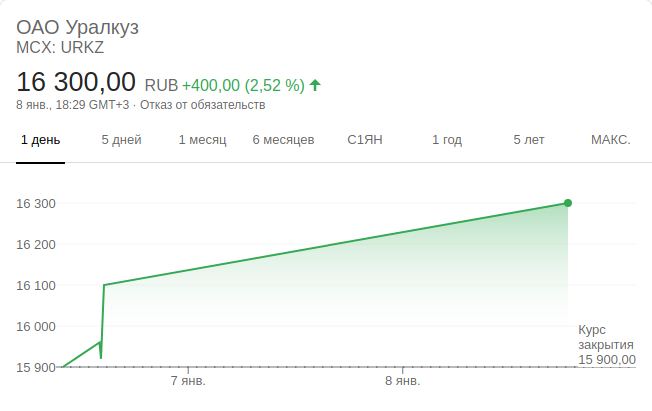 ОАО Уралкуз
MCX: URKZ
16 300,00 RUB +400,00 (2,52 %)
8 янв., 18:29 GMT+3 · Отказ от обязательств
1 день 5 дней 1 месяц 6 месяцев С1ЯН 1 год 5 лет МАКС.
16 300
16 200
16 100
16 000
15 900
Курс
закрытия
15 900,00
7 янв. 8 янв.